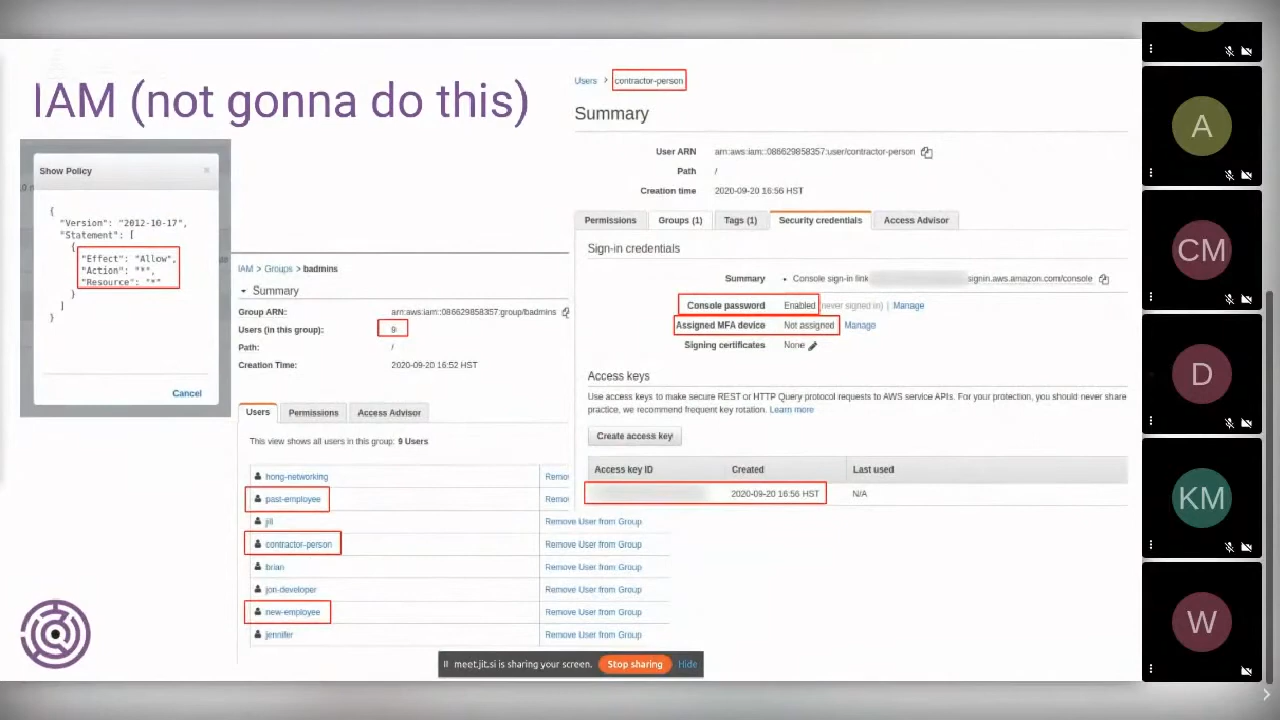 IAM (not gonna do this)
Show Policy
×
{
"Version": "2012-10-17",
"Statement": [
{
"Effect": "Allow",
"Action": "*",
"Resource": "*"
}
]
}
Cancel
IAM > Groups > badmins
Summary
Group ARN: arn:aws:iam::086629858357:group/badmins
Users (in this group): 9
Path: /
Creation Time: 2020-09-20 16:52 HST
Users Permissions Access Advisor
This view shows all users in this group: 9 Users
hong-networking Remov
past-employee Remov
jill Remove User from Group
contractor-person Remove User from Group
brian Remove User from Group
jon-developer Remove User from Group
new-employee Remove User from Group
jennifer Remove User from Group
Users > contractor-person
Summary
User ARN arn:aws:iam::086629858357:user/contractor-person
Path /
Creation time 2020-09-20 16:56 HST
Permissions Groups (1) Tags (1) Security credentials Access Advisor
Sign-in credentials
Summary • Console sign-in link signin.aws.amazon.com/console
Console password Enabled (never signed in) | Manage
Assigned MFA device Not assigned Manage
Signing certificates None
Access keys
Use access keys to make secure REST or HTTP Query protocol requests to AWS service APIs. For your protection, you should never share
practice, we recommend frequent key rotation. Learn more
Create access key
Access key ID Created Last used
2020-09-20 16:56 HST N/A
meet.jit.si is sharing your screen. Stop sharing Hide
A
CM
D
KM
W